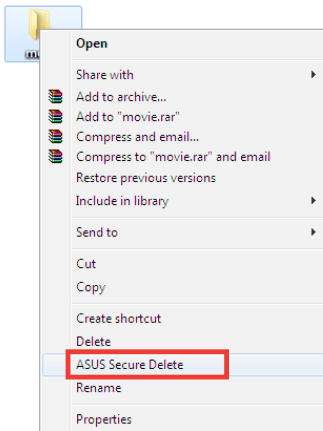 Open
Share with
Add to archive...
Add to "movie.rar"
Compress and email...
Compress to "movie.rar" and email
Restore previous versions
Include in library
Send to
Cut
Copy
Create shortcut
Delete
ASUS Secure Delete
Rename
Properties